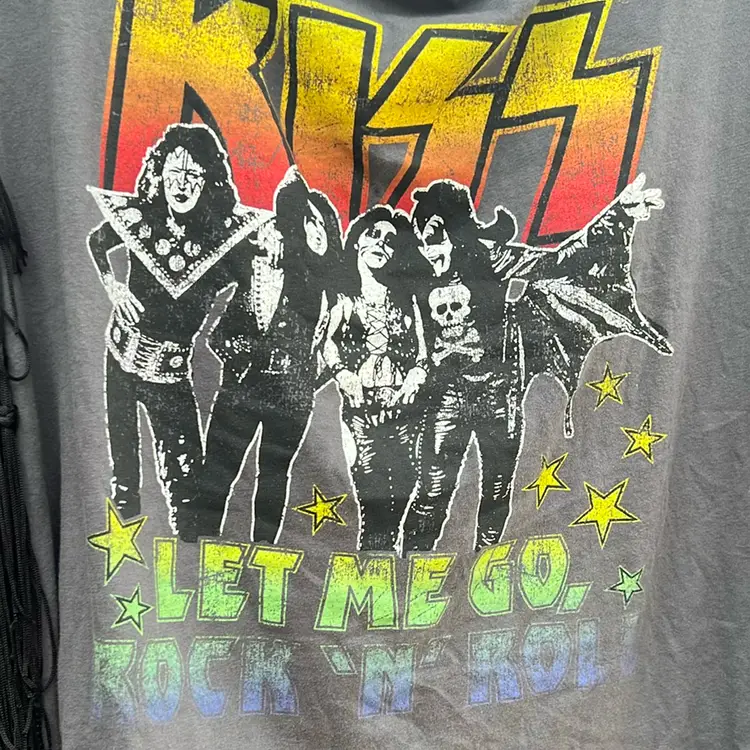 KISS
LET ME GO,
ROCK 'N' ROLL